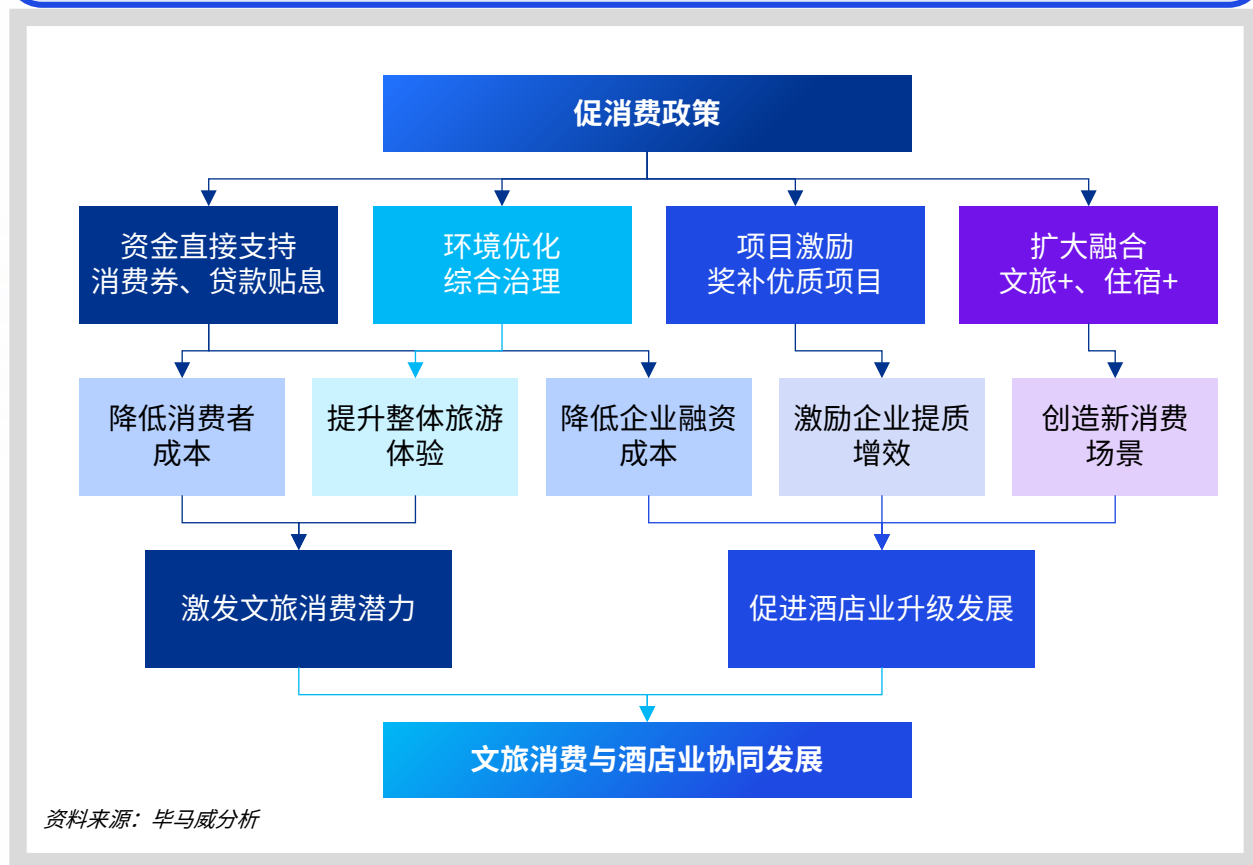 促消费政策
资金直接支持
消费券、贷款贴息
环境优化
综合治理
项目激励
奖补优质项目
扩大融合
文旅+、住宿+
降低消费者
成本
提升整体旅游
体验
降低企业融资
成本
激励企业提质
增效
创造新消费
场景
激发文旅消费潜力
促进酒店业升级发展
文旅消费与酒店业协同发展
资料来源：毕马威分析